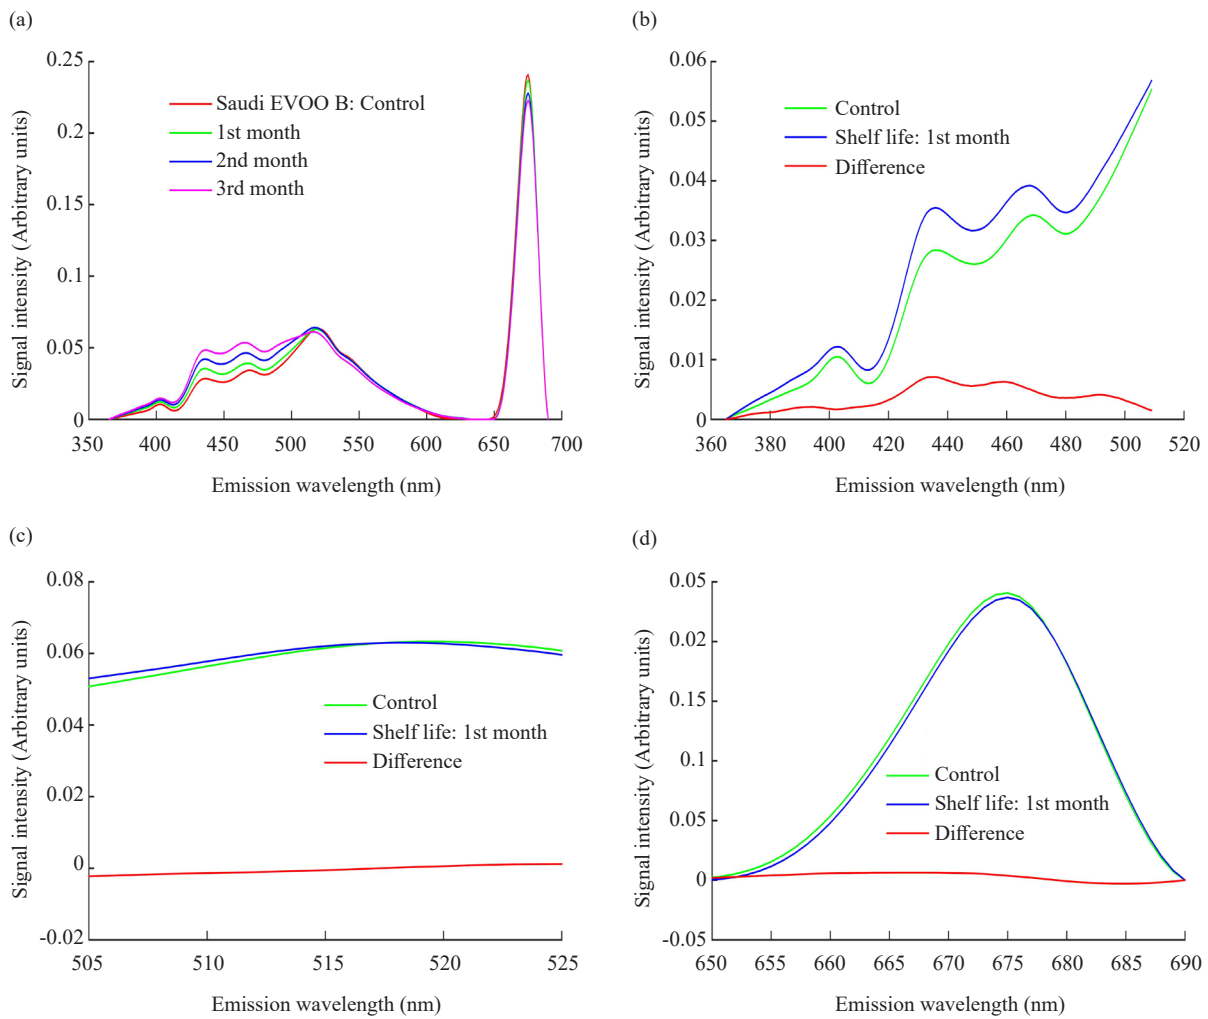 (a)
Signal intensity (Arbitrary units)
0.25
0.2
0.15
0.1
0.05
0
Saudi EVOO B: Control
1st month
2nd month
3rd month
350 400 450 500 550 600 650 700
Emission wavelength (nm)
(b)
Signal intensity (Arbitrary units)
0.06
0.05
0.04
0.03
0.02
0.01
0
Control
Shelf life: 1st month
Difference
360 380 400 420 440 460 480 500 520
Emission wavelength (nm)
(c)
Signal intensity (Arbitrary units)
0.08
0.06
0.04
0.02
0
-0.02
Control
Shelf life: 1st month
Difference
505 510 515 520 525
Emission wavelength (nm)
(d)
Signal intensity (Arbitrary units)
0.05
0.02
0.15
0.1
0.05
0
-0.05
Control
Shelf life: 1st month
Difference
650 655 660 665 670 675 680 685 690
Emission wavelength (nm)